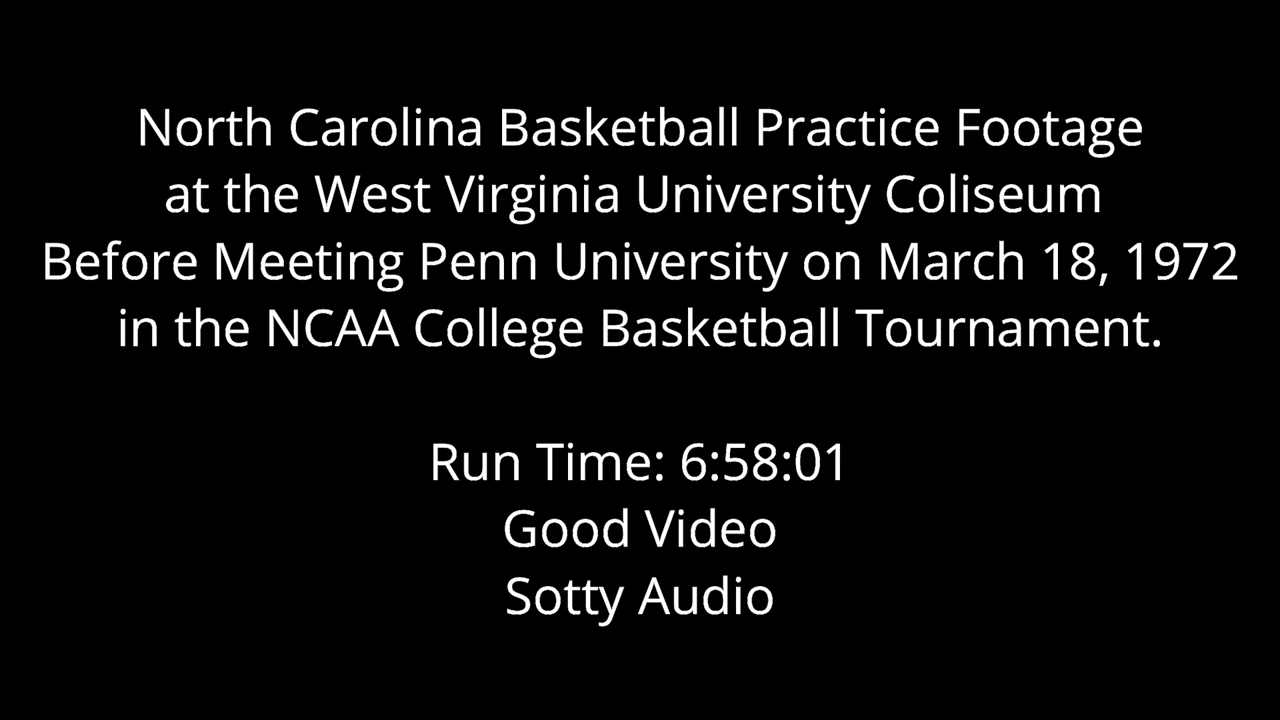 North Carolina Basketball Practice Footage
at the West Virginia University Coliseum
Before Meeting Penn University on March 18, 1972
in the NCAA College Basketball Tournament.
Run Time: 6:58:01
Good Video
Sotty Audio